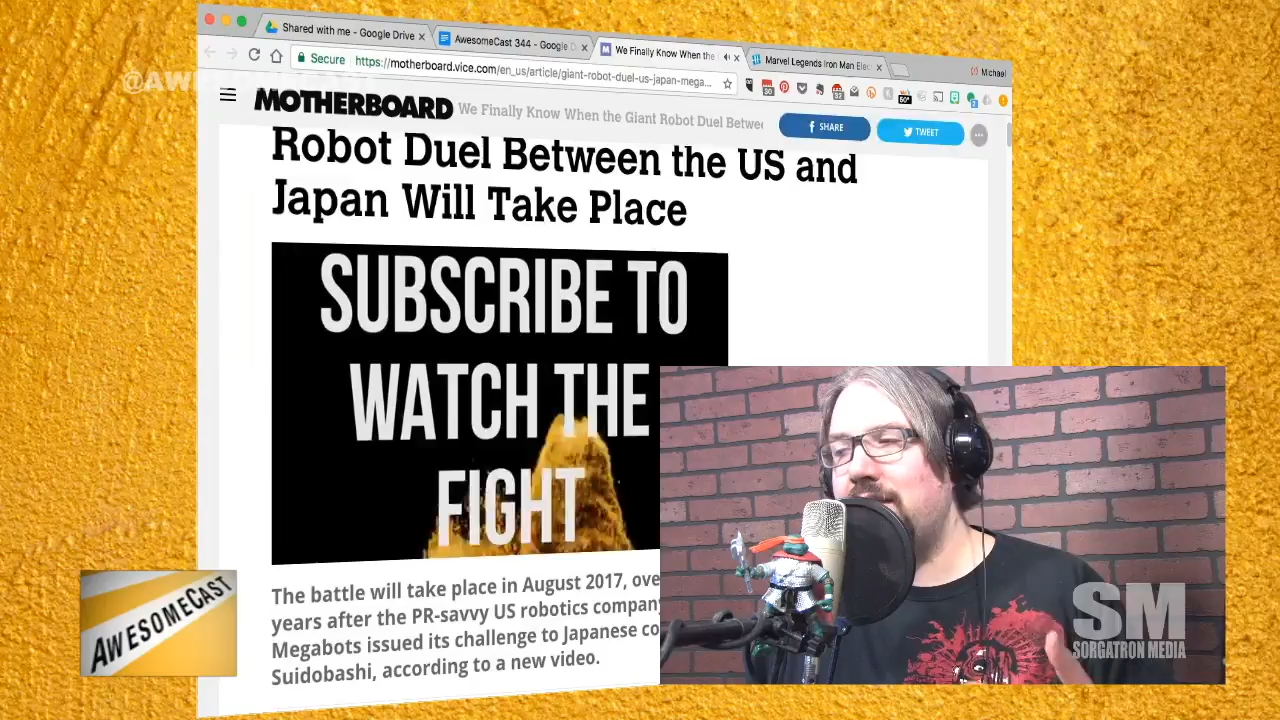 Shared with me - Google Drive
AwesomeCast 344 - Google D
We Finally Know When the
Marvel Legends Iron Man Elec
Michael
Secure
https://motherboard.vice.com/en_us/article/giant-robot-duel-us-japan-mega...
@AWESOMECAST
MOTHERBOARD
We Finally Know When the Giant Robot Duel Betwee
SHARE
TWEET
Robot Duel Between the US and
Japan Will Take Place
SUBSCRIBE TO
WATCH THE
FIGHT
The battle will take place in August 2017, ove
years after the PR-savvy US robotics company
Megabots issued its challenge to Japanese co
Suidobashi, according to a new video.
AWESOMECAST
SM
SORGATRON MEDIA